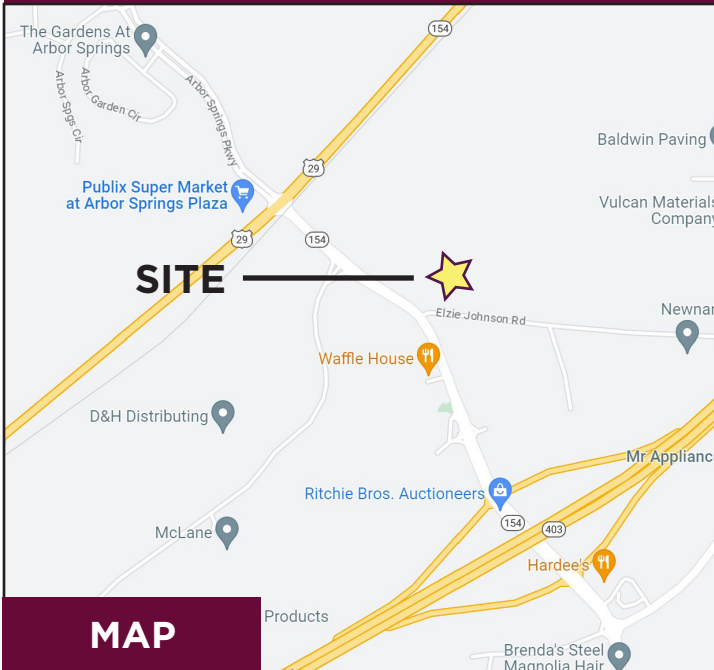 154
The Gardens At
Arbor Springs
Arbor Spgs Cir
Arbor Garden Cir
Arbor Springs Pkwy
Baldwin Paving
29
Publix Super Market
at Arbor Springs Plaza
Vulcan Materials
Company
29
154
SITE
Elzie Johnson Rd
Newnan
Waffle House
D&H Distributing
Mr Applianc
Ritchie Bros. Auctioneers
154
403
McLane
Hardee's
Products
MAP
Brenda's Steel
Magnolia Hair